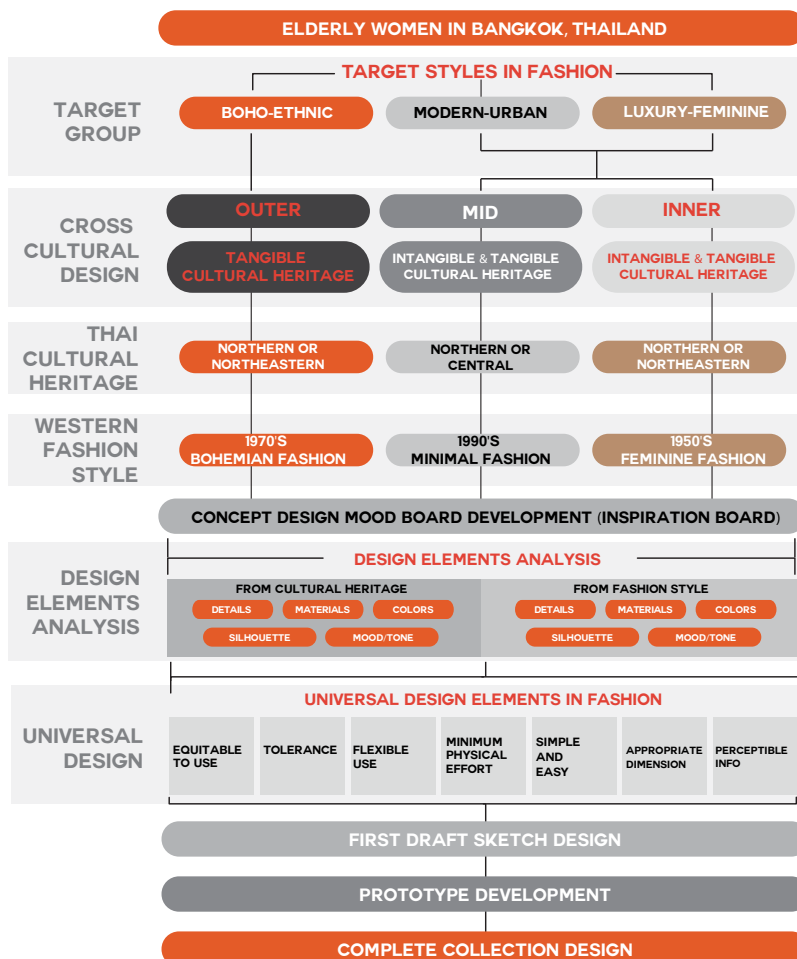 ELDERLY WOMEN IN BANGKOK, THAILAND
TARGET STYLES IN FASHION
TARGET
GROUP
BOHO-ETHNIC
MODERN-URBAN
LUXURY-FEMININE
CROSS
CULTURAL
DESIGN
OUTER
MID
INNER
TANGIBLE
CULTURAL HERITAGE
INTANGIBLE & TANGIBLE
CULTURAL HERITAGE
INTANGIBLE & TANGIBLE
CULTURAL HERITAGE
THAI
CULTURAL
HERITAGE
NORTHERN OR
NORTHEASTERN
NORTHERN OR
CENTRAL
NORTHERN OR
NORTHEASTERN
WESTERN
FASHION
STYLE
1970'S
BOHEMIAN FASHION
1990'S
MINIMAL FASHION
1950'S
FEMININE FASHION
CONCEPT DESIGN MOOD BOARD DEVELOPMENT (INSPIRATION BOARD)
DESIGN
ELEMENTS
ANALYSIS
DESIGN ELEMENTS ANALYSIS
FROM CULTURAL HERITAGE
DETAILS
MATERIALS
COLORS
SILHOUETTE
MOOD/TONE
FROM FASHION STYLE
DETAILS
MATERIALS
COLORS
SILHOUETTE
MOOD/TONE
UNIVERSAL
DESIGN
UNIVERSAL DESIGN ELEMENTS IN FASHION
EQUITABLE
TO USE
TOLERANCE
FLEXIBLE
USE
MINIMUM
PHYSICAL
EFFORT
SIMPLE
AND
EASY
APPROPRIATE
DIMENSION
PERCEPTIBLE
INFO
FIRST DRAFT SKETCH DESIGN
PROTOTYPE DEVELOPMENT
COMPLETE COLLECTION DESIGN